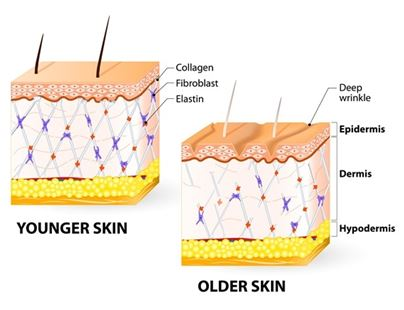 Collagen
Fibroblast
Elastin
Deep
wrinkle
Epidermis
Dermis
Hypodermis
YOUNGER SKIN
OLDER SKIN